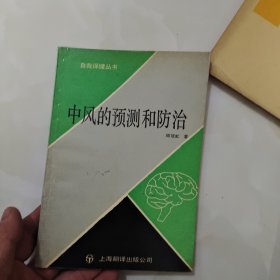 自我保健丛书
中风的预测和防治
著
上海翻译出版公司